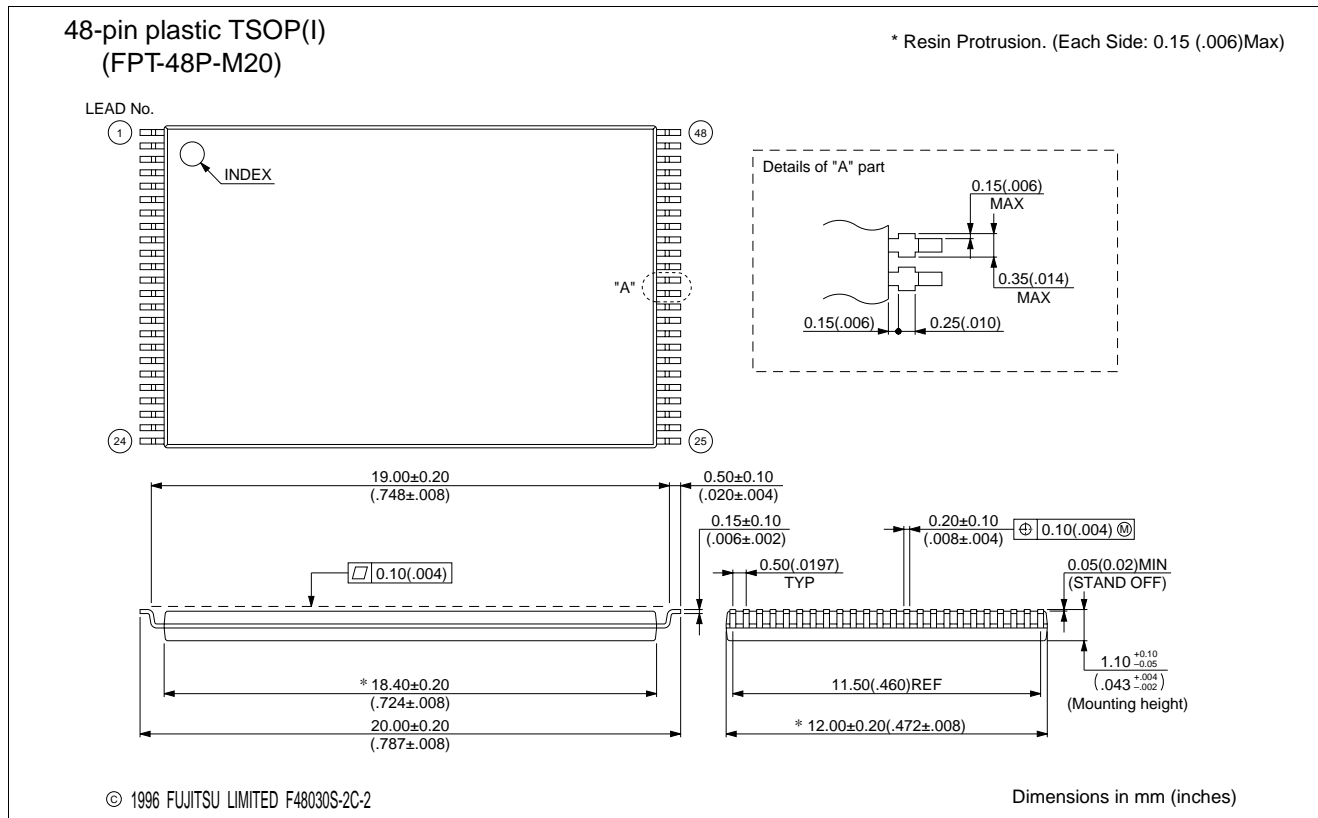 48-pin plastic TSOP(I)
(FPT-48P-M20)
* Resin Protrusion. (Each Side: 0.15 (.006)Max)
LEAD No.
1
48
INDEX
"A"
24
25
Details of "A" part
0.15(.006)
MAX
0.35(.014)
MAX
0.15(.006)
0.25(.010)
19.00±0.20
(.748±.008)
0.50±0.10
(.020±.004)
0.15±0.10
(.006±.002)
0.10(.004)
0.20±0.10
(.008±.004)
0.10(.004) Ⓜ
0.50(.0197)
TYP
0.05(0.02)MIN
(STAND OFF)
1.10 +0.10 –0.05
(.043 +.004 –.002)
(Mounting height)
* 18.40±0.20
(.724±.008)
20.00±0.20
(.787±.008)
11.50(.460)REF
* 12.00±0.20(.472±.008)
© 1996 FUJITSU LIMITED F48030S-2C-2
Dimensions in mm (inches)